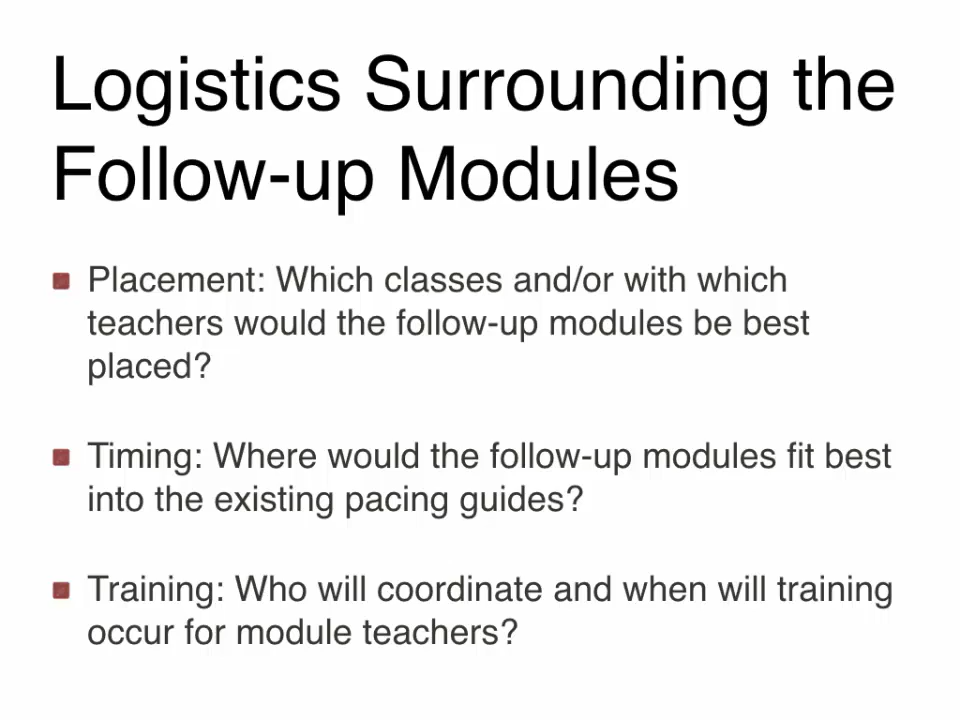 Logistics Surrounding the
Follow-up Modules
Placement: Which classes and/or with which
teachers would the follow-up modules be best
placed?
Timing: Where would the follow-up modules fit best
into the existing pacing guides?
Training: Who will coordinate and when will training
occur for module teachers?